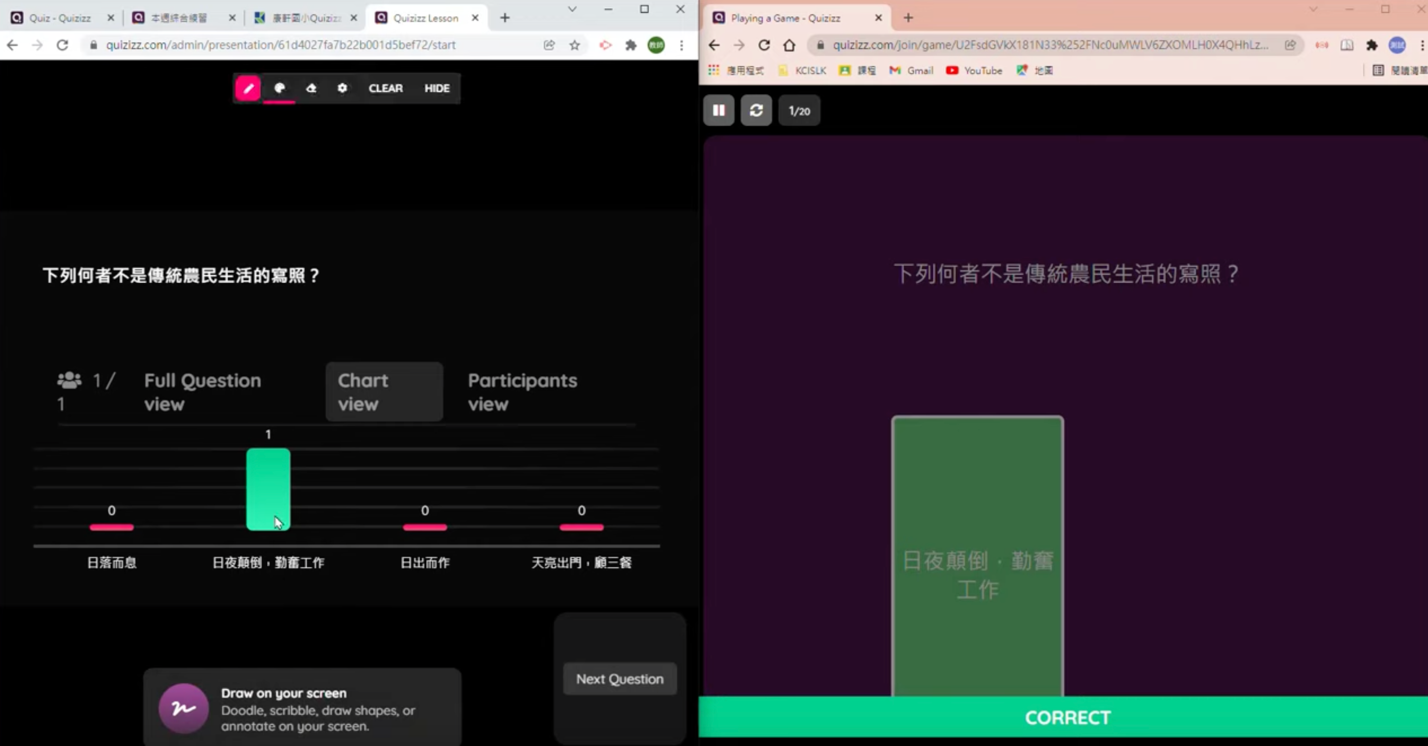 Quiz - Quizizz
本週綜合練習
康軒國小Quiziz
Quizizz Lesson
quizizz.com/admin/presentation/61d4027fa7b22b001d5bef72/start
教師
CLEAR
HIDE
下列何者不是傳統農民生活的寫照？
1 /
1
Full Question
view
Chart
view
Participants
view
1
0
0
0
日落而息
日夜顛倒，勤奮工作
日出而作
天亮出門，顧三餐
Next Question
Draw on your screen
Doodle, scribble, draw shapes, or
annotate on your screen.
Playing a Game - Quizizz
quizizz.com/join/game/U2FsdGVkX181N33%252FNc0uMWLV6ZXOMLH0X4QHhLz...
測試
應用程式
KCISLK
課程
Gmail
YouTube
地圖
閱讀清單
1/20
下列何者不是傳統農民生活的寫照？
日夜顛倒，勤奮
工作
CORRECT